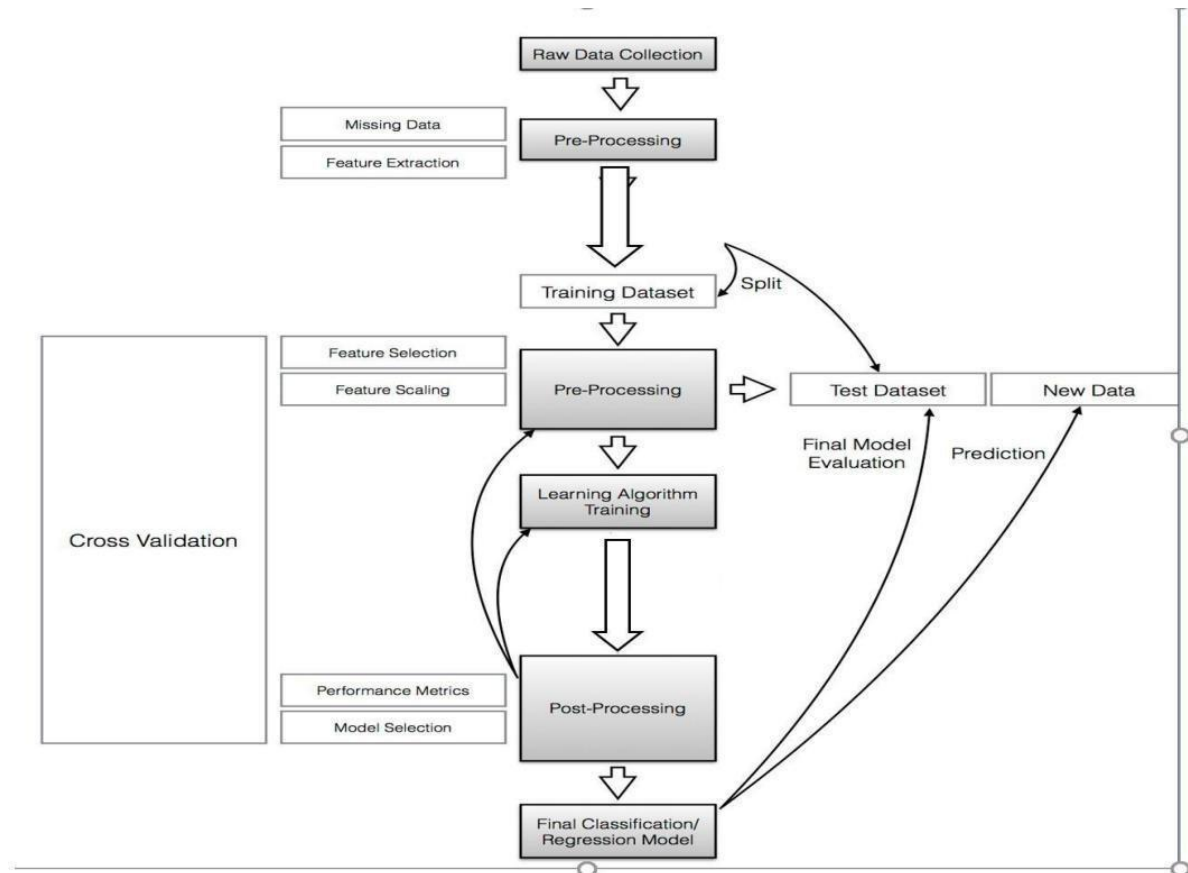 Raw Data Collection
Missing Data
Pre-Processing
Feature Extraction
Split
Training Dataset
Feature Selection
Feature Scaling
Pre-Processing
Test Dataset
New Data
Final Model
Evaluation
Prediction
Learning Algorithm
Training
Cross Validation
Performance Metrics
Post-Processing
Model Selection
Final Classification/
Regression Model